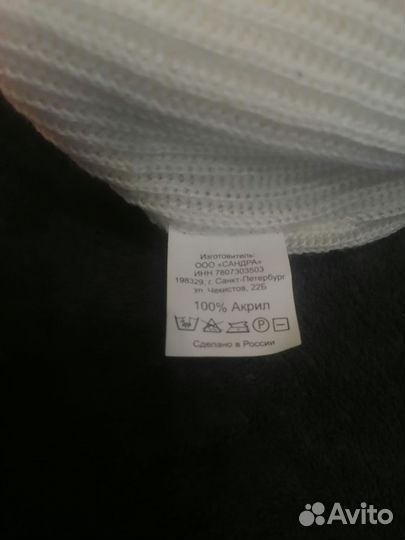 Изготовитель:
ООО «САНДРА»
ИНН 7807303503
198329, г. Санкт-Петербург
ул. Чекистов, 22Б
100% Акрил
Сделано в России
Avito